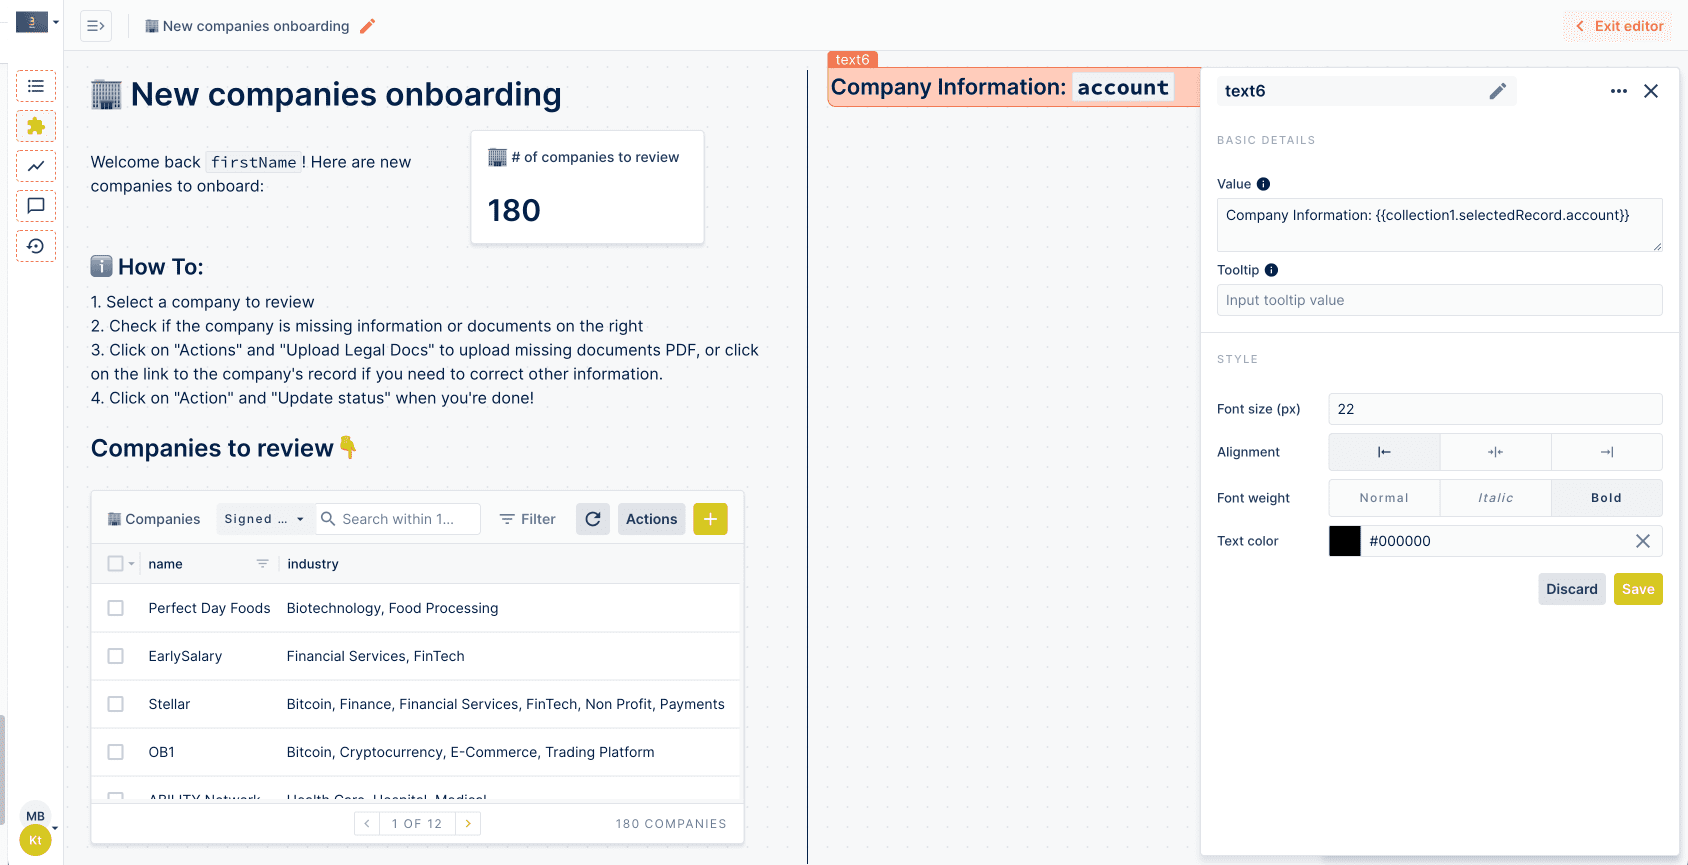 New companies onboarding
Exit editor
New companies onboarding
Welcome back firstName! Here are new
companies to onboard:
# of companies to review
180
How To:
1. Select a company to review
2. Check if the company is missing information or documents on the right
3. Click on "Actions" and "Upload Legal Docs" to upload missing documents PDF, or click
on the link to the company's record if you need to correct other information.
4. Click on "Action" and "Update status" when you're done!
Companies to review
Companies
Signed ...
Search within 1...
Filter
Actions
name industry
Perfect Day Foods Biotechnology, Food Processing
EarlySalary Financial Services, FinTech
Stellar Bitcoin, Finance, Financial Services, FinTech, Non Profit, Payments
OB1 Bitcoin, Cryptocurrency, E-Commerce, Trading Platform
ABILITY Network Health Care, Hospital, Medical
1 OF 12
180 COMPANIES
MB
Kt
text6
Company Information: account
text6
BASIC DETAILS
Value
Company Information: {{collection1.selectedRecord.account}}
Tooltip
Input tooltip value
STYLE
Font size (px) 22
Alignment
Font weight Normal Italic Bold
Text color #000000
Discard Save